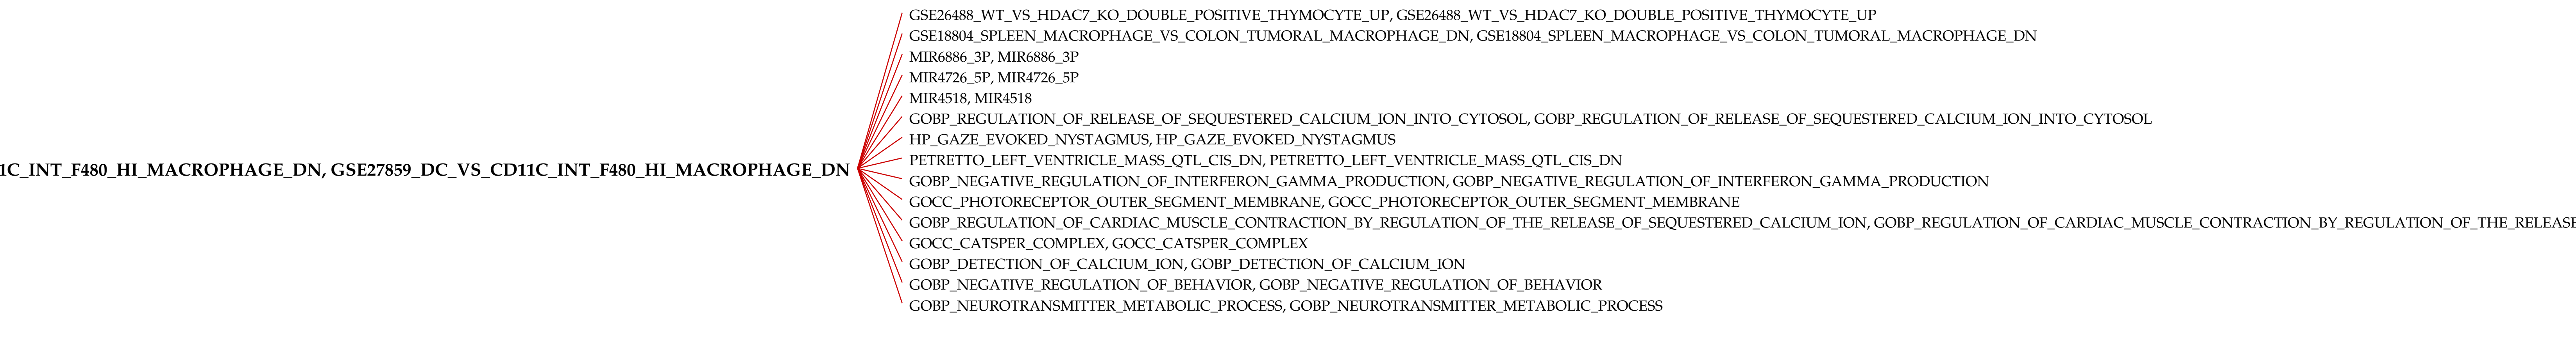 GSE26488_WT_VS_HDAC7_KO_DOUBLE_POSITIVE_THYMOCYTE_UP, GSE26488_WT_VS_HDAC7_KO_DOUBLE_POSITIVE_THYMOCYTE_UP
GSE18804_SPLEEN_MACROPHAGE_VS_COLON_TUMORAL_MACROPHAGE_DN, GSE18804_SPLEEN_MACROPHAGE_VS_COLON_TUMORAL_MACROPHAGE_DN
MIR6886_3P, MIR6886_3P
MIR4726_5P, MIR4726_5P
MIR4518, MIR4518
GOBP_REGULATION_OF_RELEASE_OF_SEQUESTERED_CALCIUM_ION_INTO_CYTOSOL, GOBP_REGULATION_OF_RELEASE_OF_SEQUESTERED_CALCIUM_ION_INTO_CYTOSOL
HP_GAZE_EVOKED_NYSTAGMUS, HP_GAZE_EVOKED_NYSTAGMUS
PETRETTO_LEFT_VENTRICLE_MASS_QTL_CIS_DN, PETRETTO_LEFT_VENTRICLE_MASS_QTL_CIS_DN
1C_INT_F480_HI_MACROPHAGE_DN, GSE27859_DC_VS_CD11C_INT_F480_HI_MACROPHAGE_DN
GOBP_NEGATIVE_REGULATION_OF_INTERFERON_GAMMA_PRODUCTION, GOBP_NEGATIVE_REGULATION_OF_INTERFERON_GAMMA_PRODUCTION
GOCC_PHOTORECEPTOR_OUTER_SEGMENT_MEMBRANE, GOCC_PHOTORECEPTOR_OUTER_SEGMENT_MEMBRANE
GOBP_REGULATION_OF_CARDIAC_MUSCLE_CONTRACTION_BY_REGULATION_OF_THE_RELEASE_OF_SEQUESTERED_CALCIUM_ION, GOBP_REGULATION_OF_CARDIAC_MUSCLE_CONTRACTION_BY_REGULATION_OF_THE_RELEASE
GOCC_CATSPER_COMPLEX, GOCC_CATSPER_COMPLEX
GOBP_DETECTION_OF_CALCIUM_ION, GOBP_DETECTION_OF_CALCIUM_ION
GOBP_NEGATIVE_REGULATION_OF_BEHAVIOR, GOBP_NEGATIVE_REGULATION_OF_BEHAVIOR
GOBP_NEUROTRANSMITTER_METABOLIC_PROCESS, GOBP_NEUROTRANSMITTER_METABOLIC_PROCESS